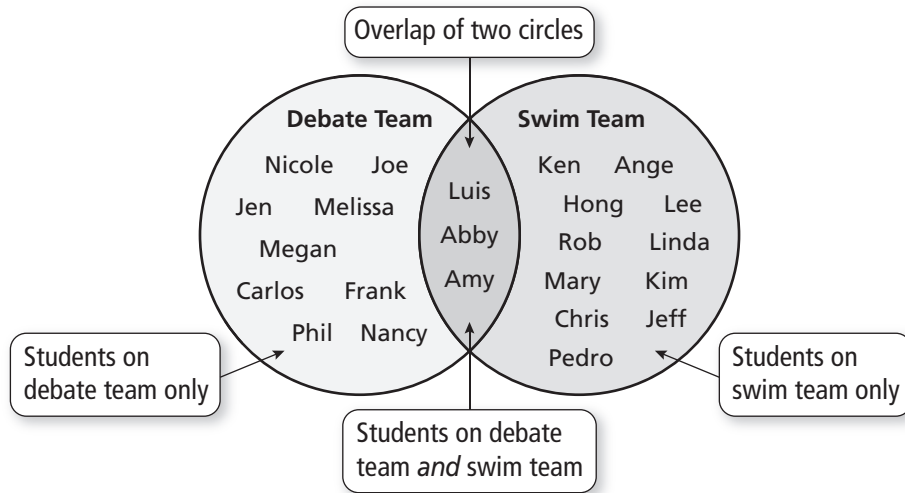 Overlap of two circles
Debate Team
Swim Team
Nicole Joe
Jen Melissa
Megan
Carlos Frank
Phil Nancy
Luis
Abby
Amy
Ken Ange
Hong Lee
Rob Linda
Mary Kim
Chris Jeff
Pedro
Students on
debate team only
Students on debate
team and swim team
Students on
swim team only